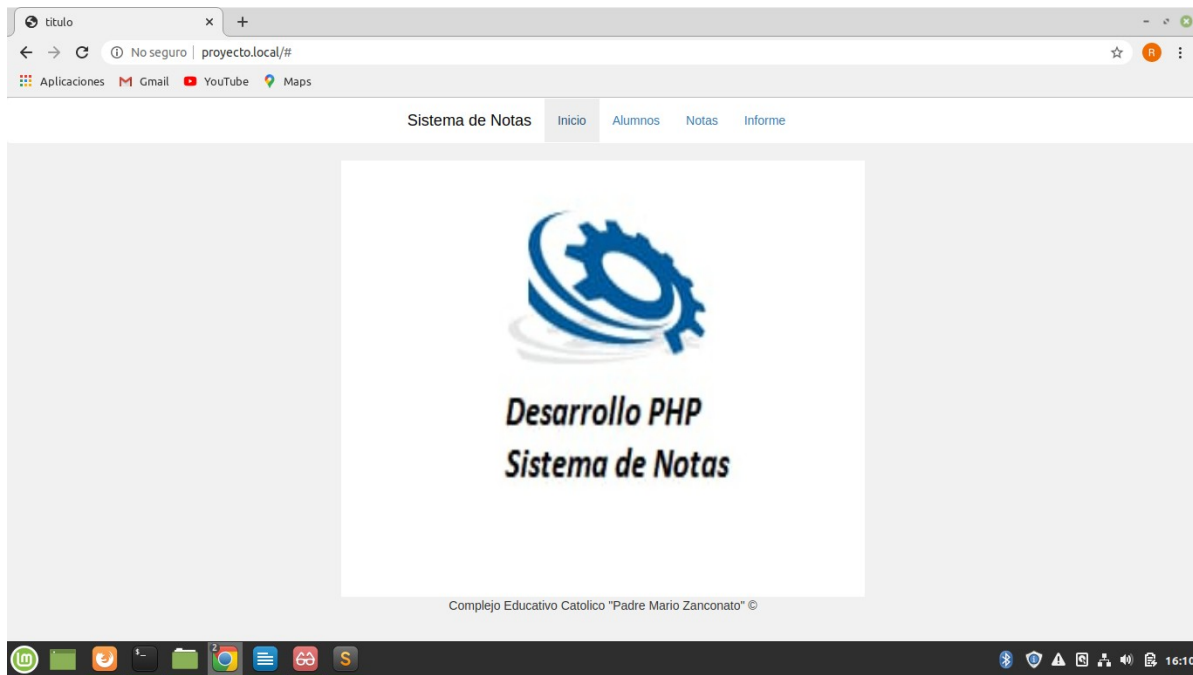 titulo
No seguro | proyecto.local/#
R
Aplicaciones Gmail YouTube Maps
Sistema de Notas Inicio Alumnos Notas Informe
Desarrollo PHP
Sistema de Notas
Complejo Educativo Catolico "Padre Mario Zanconato" ©
2
$_
S
16:10